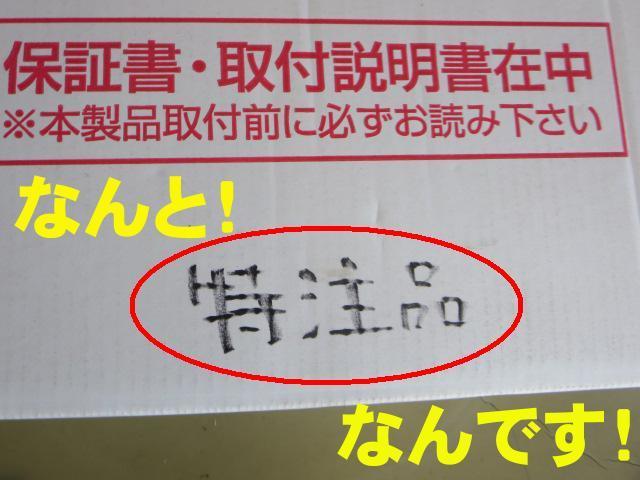 保証書・取付説明書在中
※本製品取付前に必ずお読み下さい
なんと!
特注品
なんです!